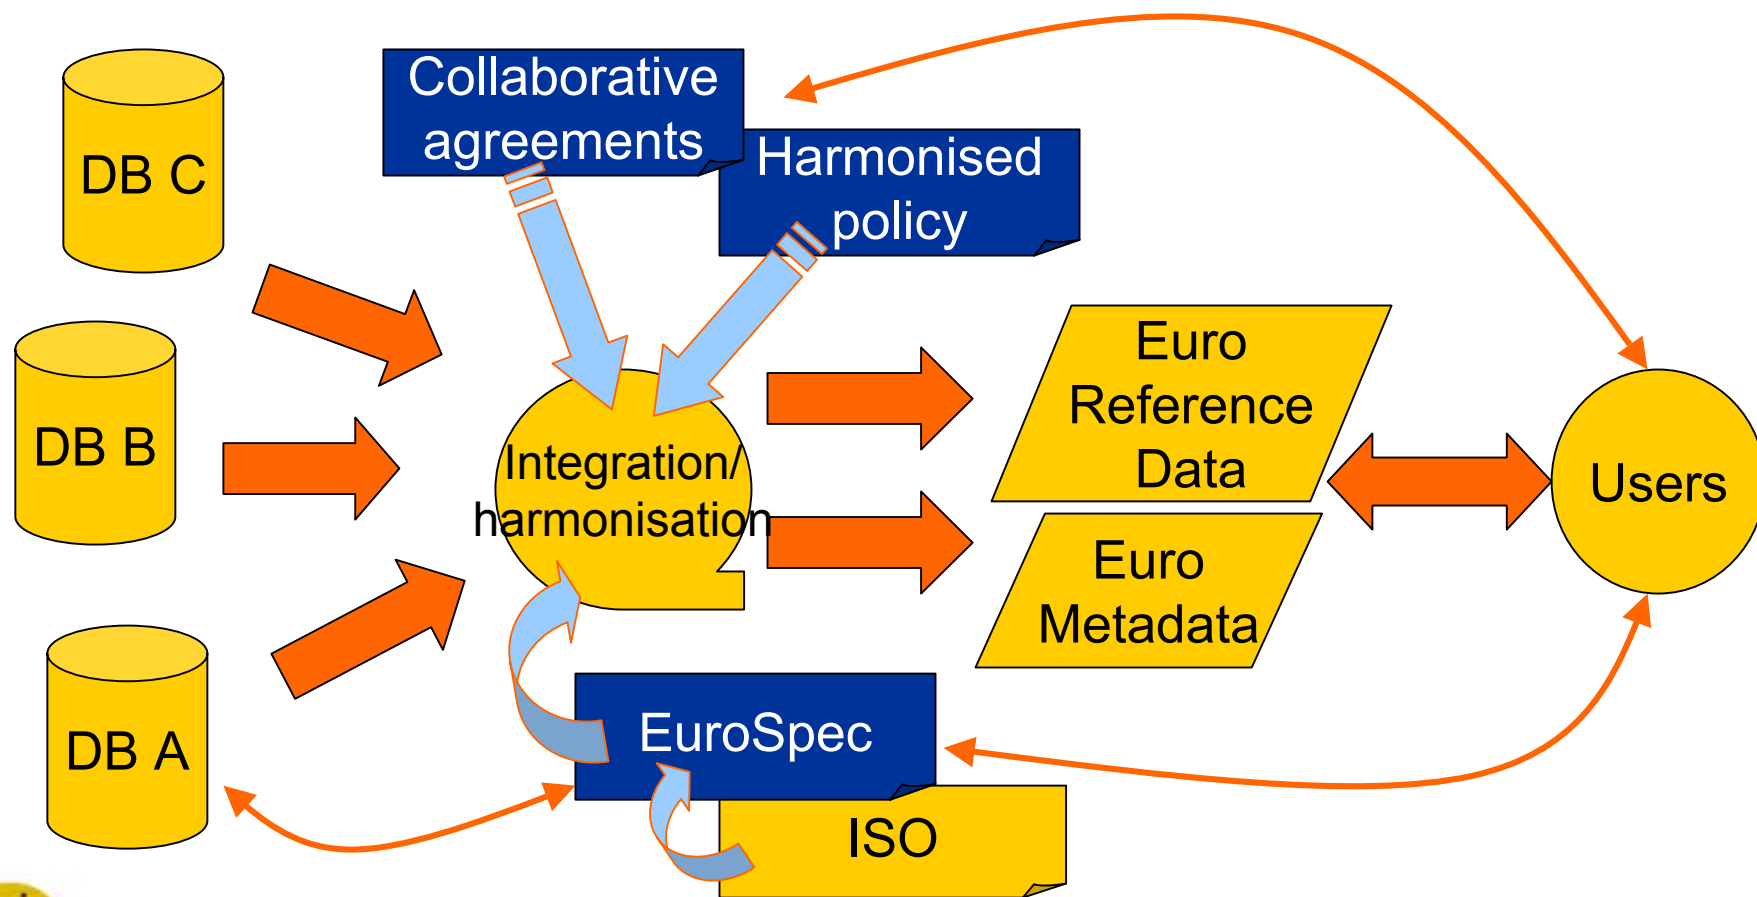 Collaborative
agreements
DB C
Harmonised
policy
Euro
Reference
Data
DB B
Integration/
harmonisation
Users
Euro
Metadata
DB A
EuroSpec
ISO